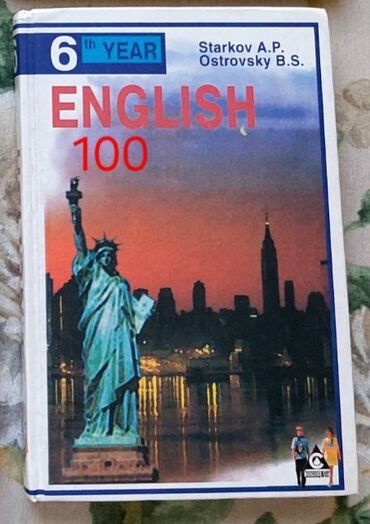 6th YEAR
Starkov A.P.
Ostrovsky B.S.
ENGLISH
100